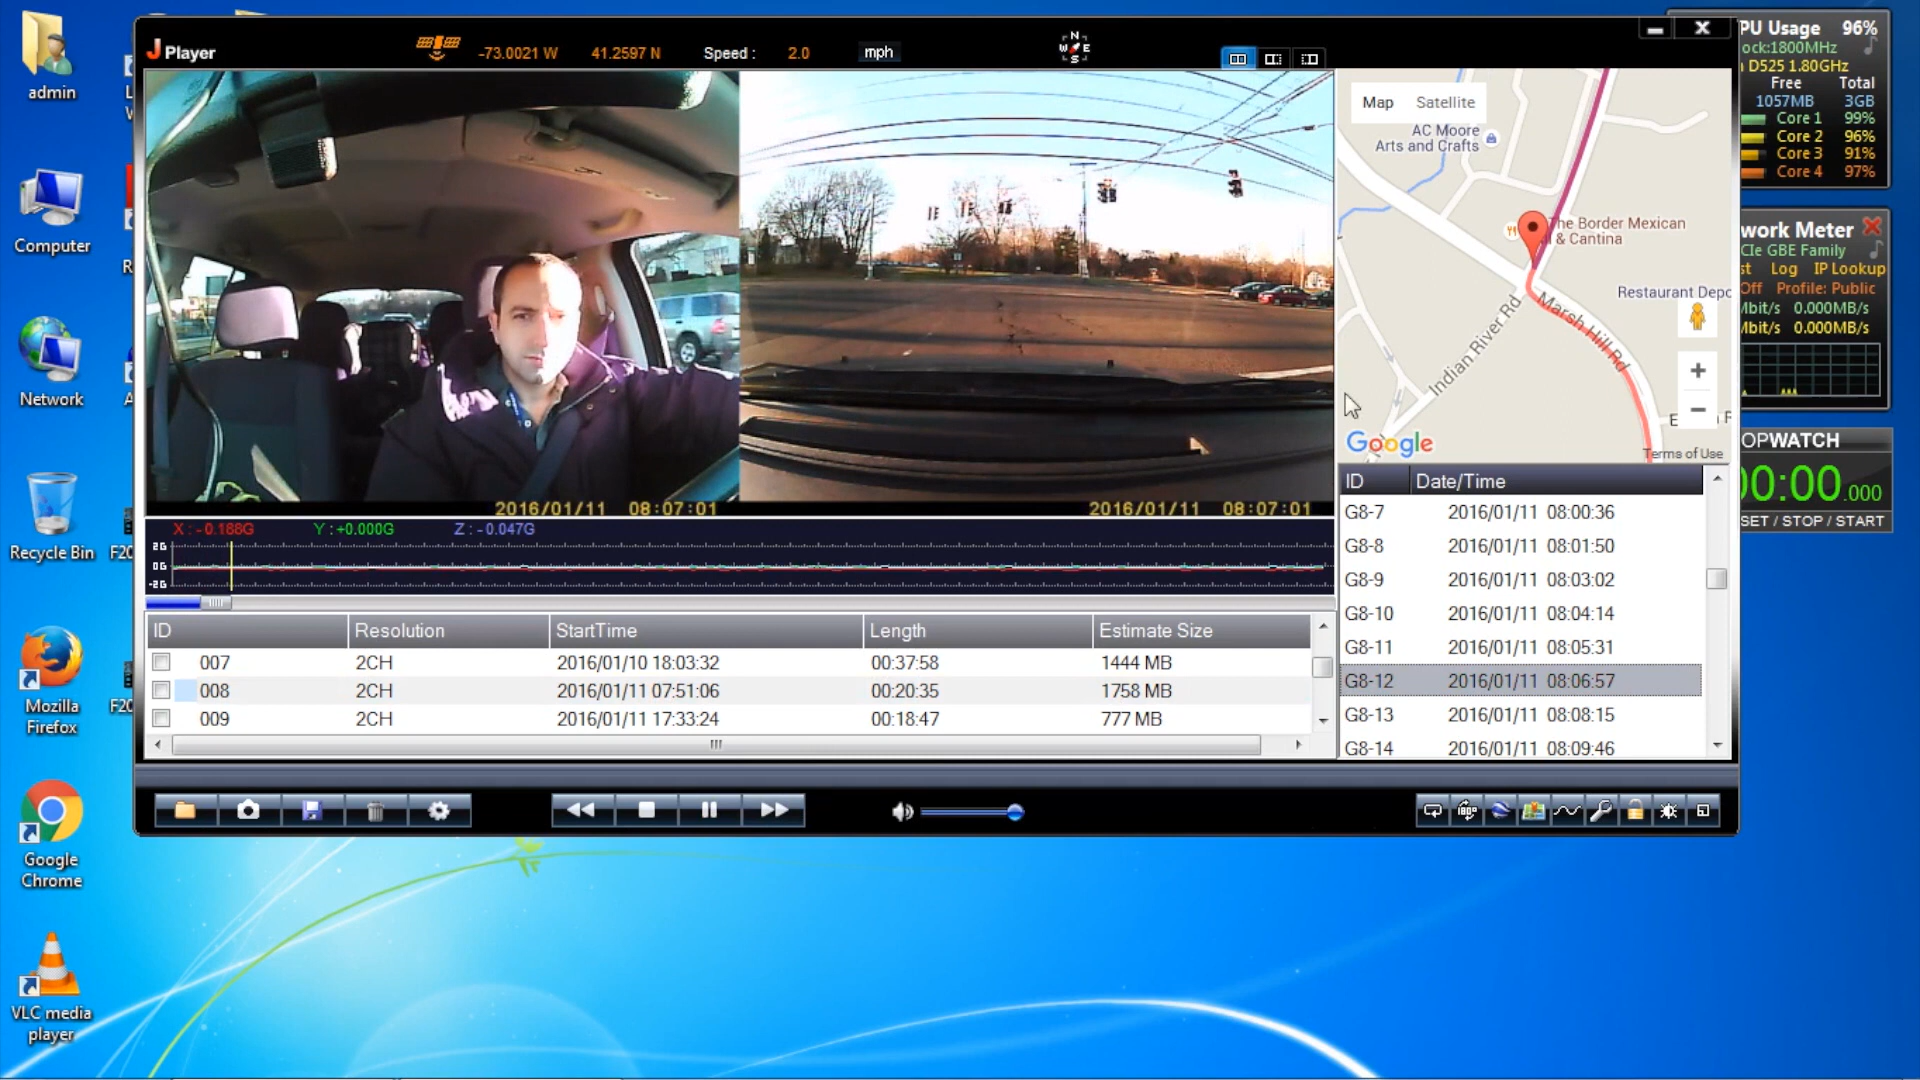 admin
Computer
Network
Recycle Bin
Mozilla
Firefox
Google
Chrome
VLC media
player
J Player
-73.0021 W
41.2597 N
Speed :
2.0
mph
N
W E
S
2016/01/11 08:07:01
2016/01/11 08:07:01
Map
Satellite
AC Moore
Arts and Crafts
The Border Mexican
& Cantina
Restaurant Depo
Indian River Rd
Marsh Hill Rd
Google
Terms of Use
X : - 0.188G
Y : +0.000G
Z : - 0.047G
2G
0G
-2G
ID Resolution StartTime Length Estimate Size
007 2CH 2016/01/10 18:03:32 00:37:58 1444 MB
008 2CH 2016/01/11 07:51:06 00:20:35 1758 MB
009 2CH 2016/01/11 17:33:24 00:18:47 777 MB
ID Date/Time
G8-7 2016/01/11 08:00:36
G8-8 2016/01/11 08:01:50
G8-9 2016/01/11 08:03:02
G8-10 2016/01/11 08:04:14
G8-11 2016/01/11 08:05:31
G8-12 2016/01/11 08:06:57
G8-13 2016/01/11 08:08:15
G8-14 2016/01/11 08:09:46
PU Usage 96%
ock:1800MHz
D525 1.80GHz
Free Total
1057MB 3GB
Core 1 99%
Core 2 96%
Core 3 91%
Core 4 97%
work Meter
CIe GBE Family
st Log IP Lookup
Off Profile: Public
Mbit/s 0.000MB/s
Mbit/s 0.000MB/s
OPWATCH
00:00.000
SET / STOP / START